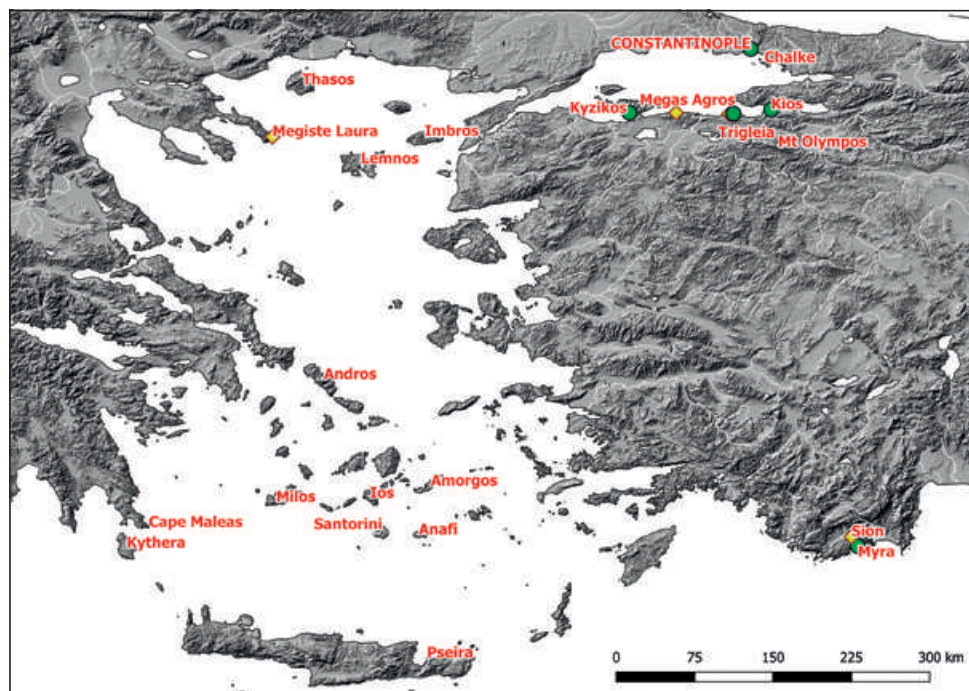 CONSTANTINOPLE
Chalke
Thasos
Kyzikos
Megas Agros
Kios
Megiste Laura
Imbros
Trigleia
Mt Olympos
Lemnos
Andros
Milos
Ios
Amorgos
Cape Maleas
Santorini
Anafi
Kythera
Sion
Myra
Pseira
0 75 150 225 300 km